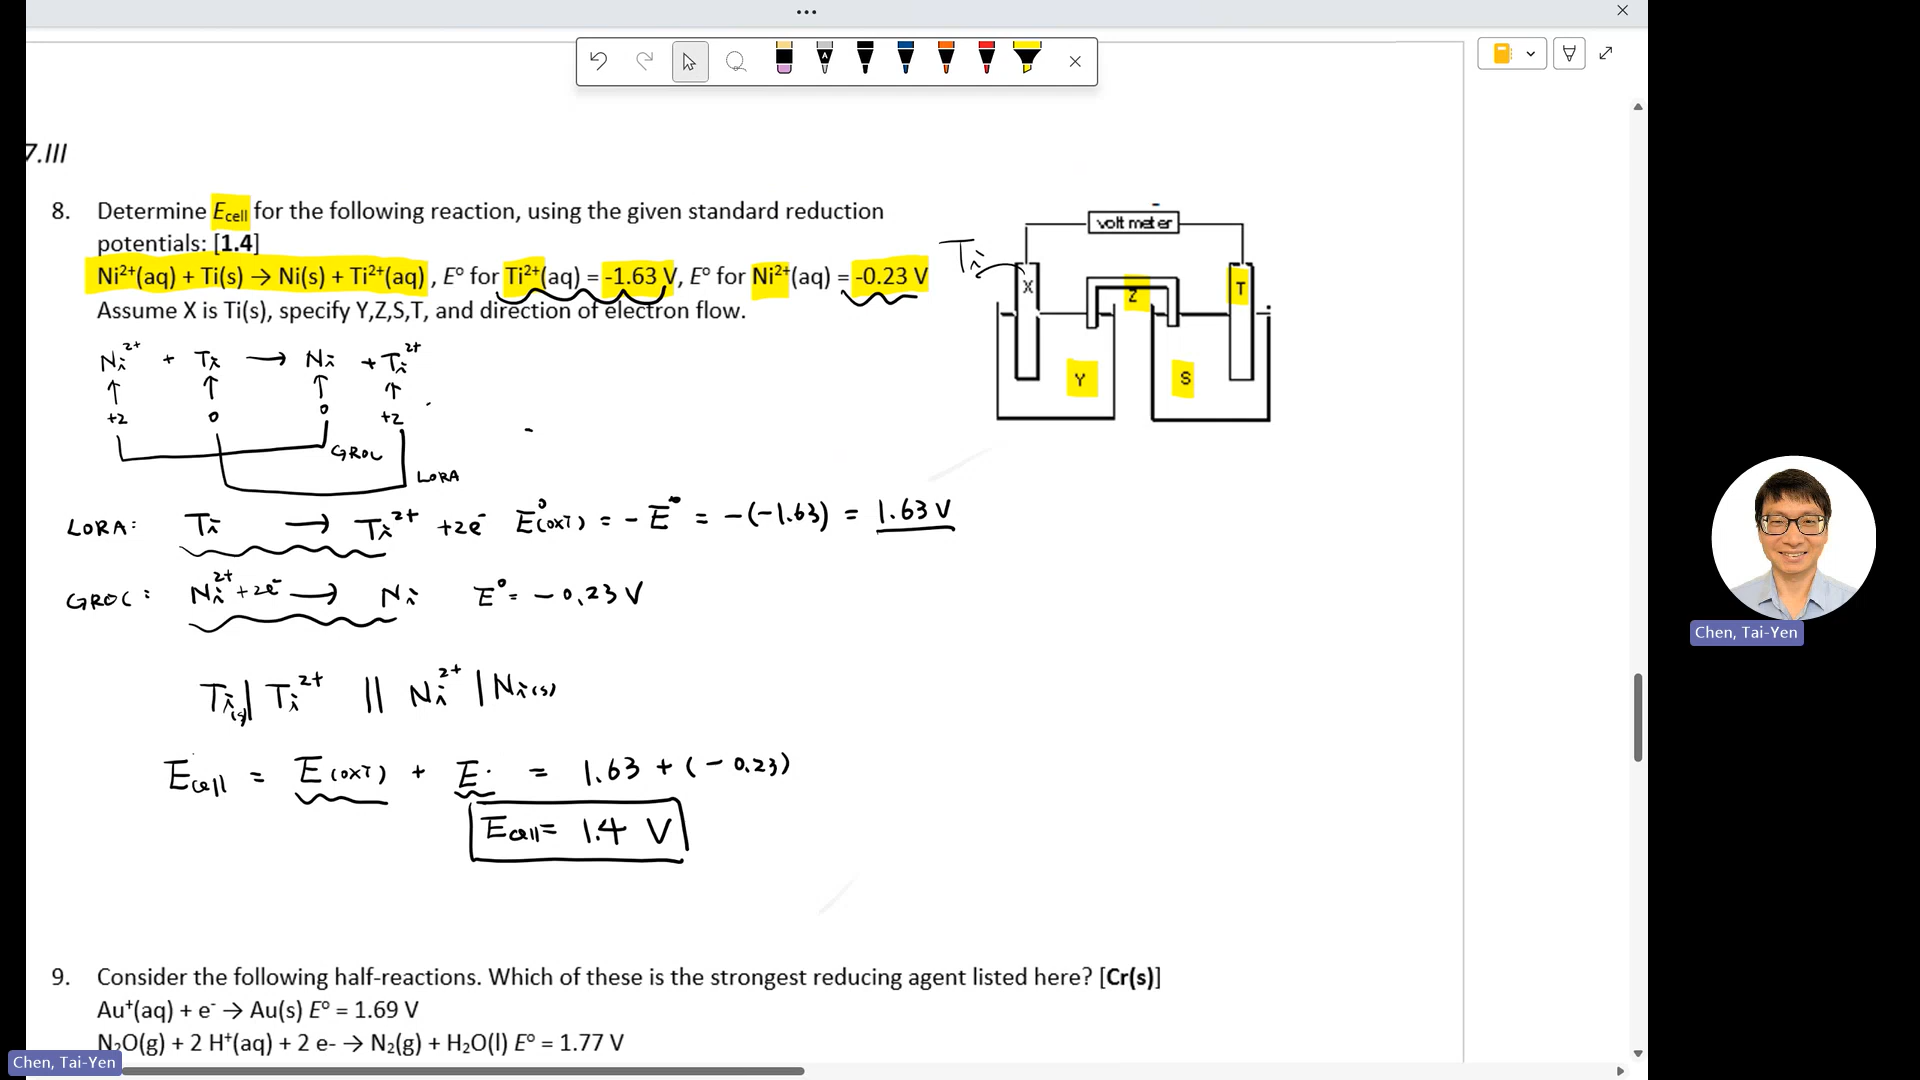 7.III
8. Determine Ecell for the following reaction, using the given standard reduction
potentials: [1.4]
Ni²⁺(aq) + Ti(s) → Ni(s) + Ti²⁺(aq) , E° for Ti²⁺(aq) = -1.63 V, E° for Ni²⁺(aq) = -0.23 V
Assume X is Ti(s), specify Y,Z,S,T, and direction of electron flow.
volt meter
Ti
X
Z
T
Y
S
Ni²⁺ + Ti → Ni + Ti²⁺
+2 0 0 +2
GROC
LORA
LORA: Ti → Ti²⁺ +2e⁻ E°(OXI) = - E° = -(-1.63) = 1.63 V
GROC: Ni²⁺ +2e⁻ → Ni E° = -0.23 V
Ti(s) | Ti²⁺ || Ni²⁺ | Ni(s)
Ecell = E(OXI) + E° = 1.63 + (-0.23)
Ecell = 1.4 V
9. Consider the following half-reactions. Which of these is the strongest reducing agent listed here? [Cr(s)]
Au⁺(aq) + e⁻ → Au(s) E° = 1.69 V
N₂O(g) + 2 H⁺(aq) + 2 e- → N₂(g) + H₂O(l) E° = 1.77 V
Chen, Tai-Yen
Chen, Tai-Yen